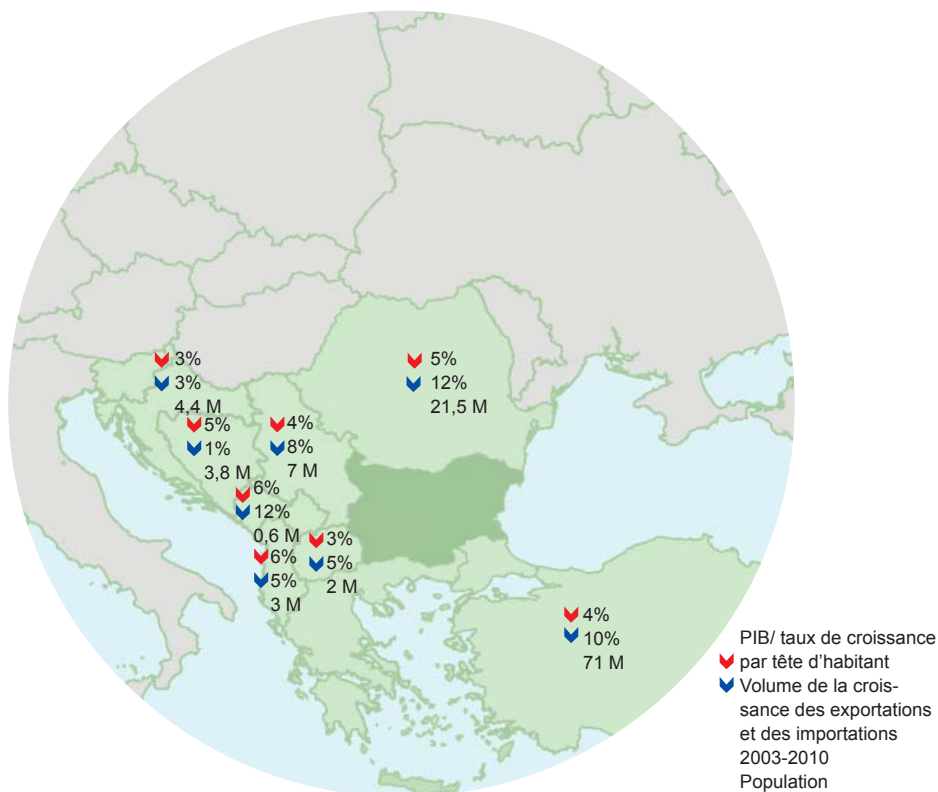 3%
3%
4,4 M
5%
12%
21,5 M
5%
1%
3,8 M
4%
8%
7 M
6%
12%
0,6 M
6%
5%
3 M
3%
5%
2 M
4%
10%
71 M
PIB/ taux de croissance
par tête d’habitant
Volume de la crois-
sance des exportations
et des importations
2003-2010
Population